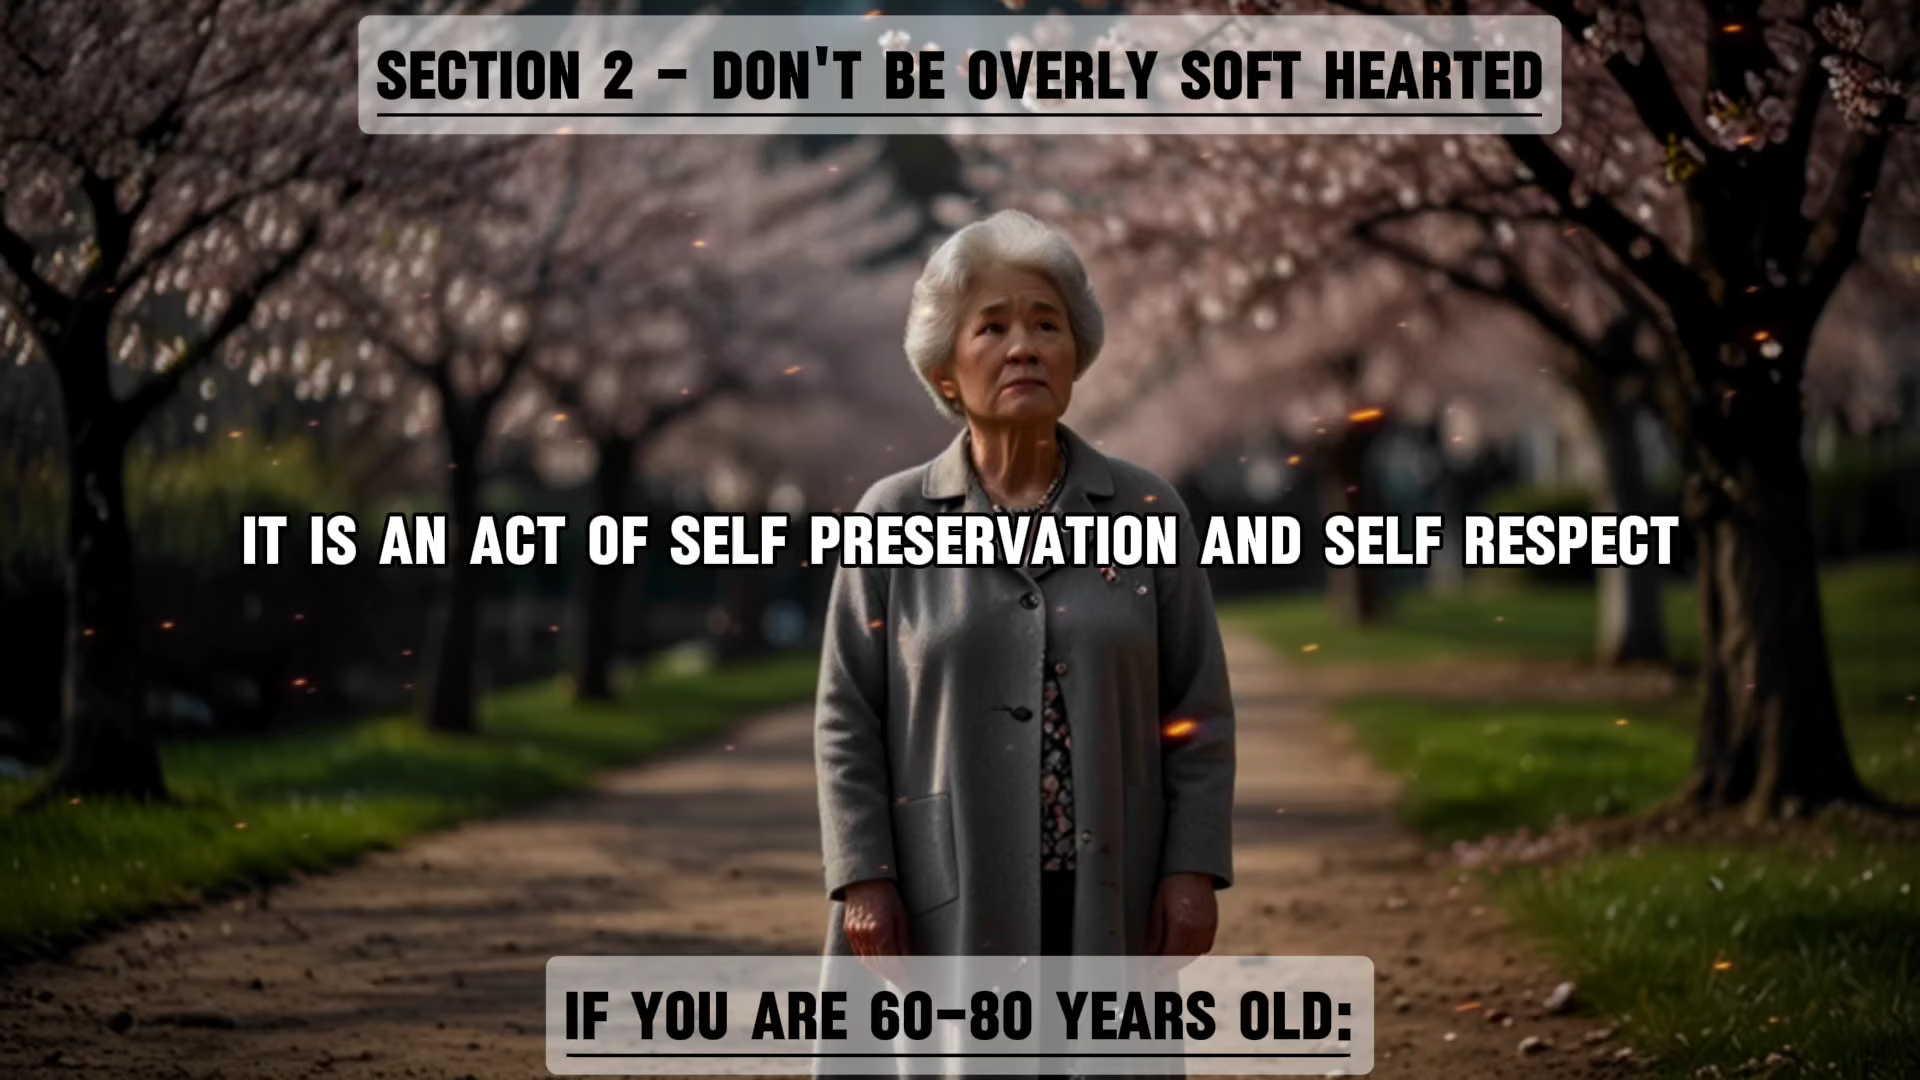 SECTION 2 - DON'T BE OVERLY SOFT HEARTED
IT IS AN ACT OF SELF PRESERVATION AND SELF RESPECT
IF YOU ARE 60-80 YEARS OLD: